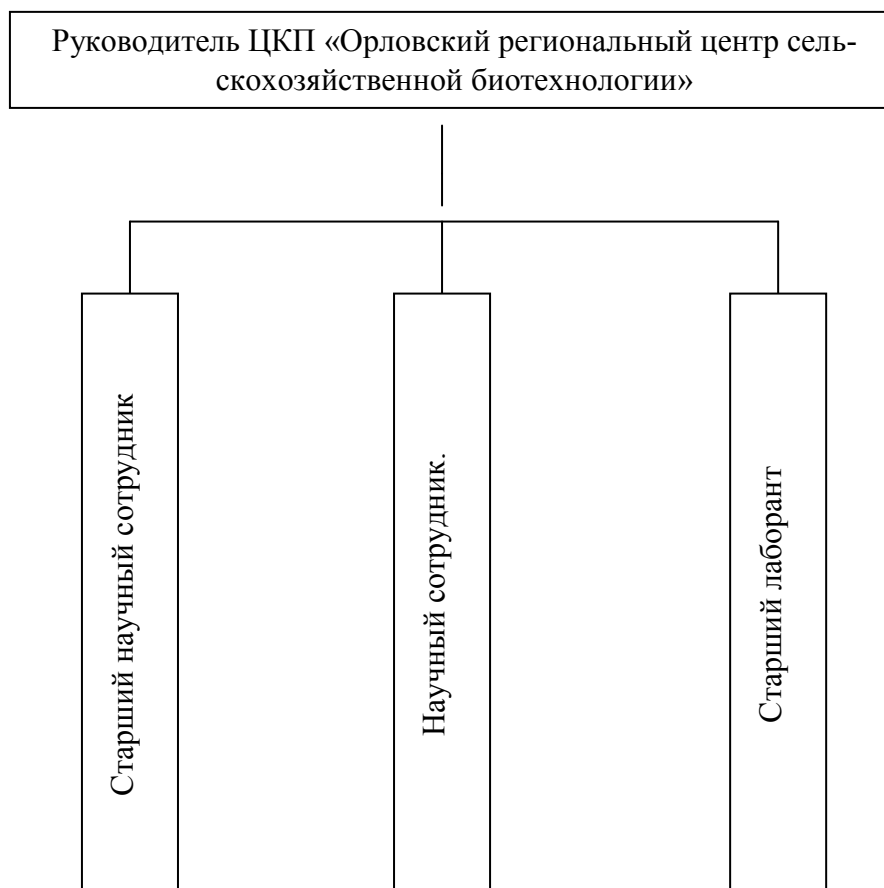 Руководитель ЦКП «Орловский региональный центр сель-
скохозяйственной биотехнологии»
Старший научный сотрудник
Научный сотрудник.
Старший лаборант